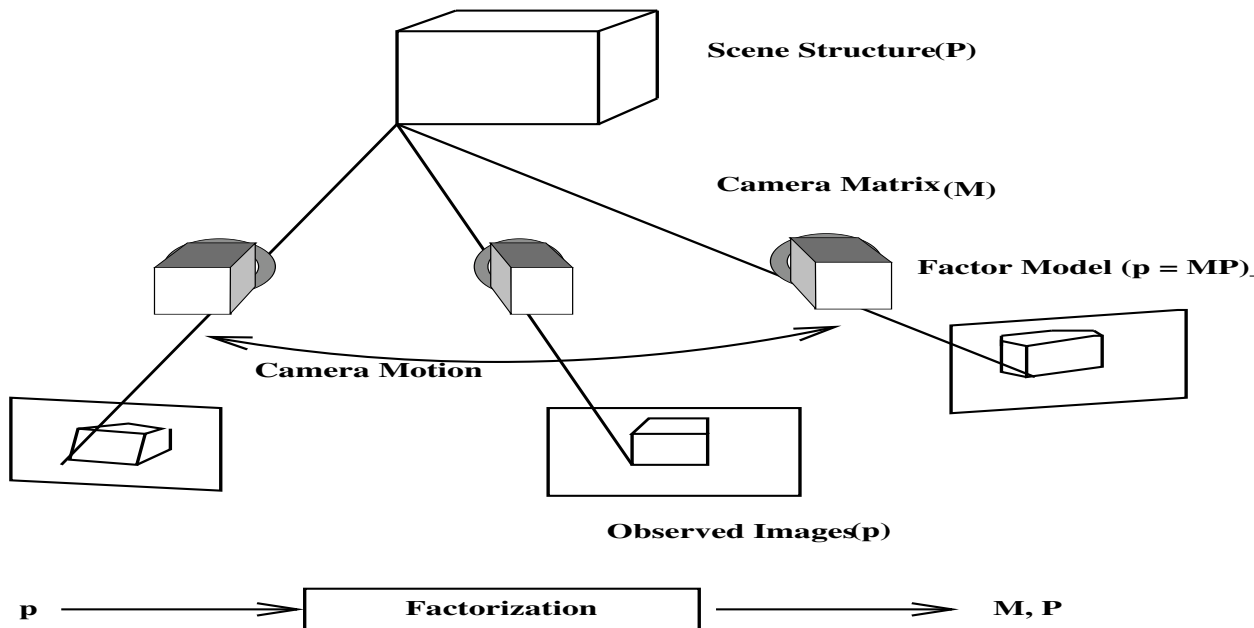 Scene Structure(P)
Camera Matrix(M)
Factor Model (p = MP)
Camera Motion
Observed Images(p)
p
Factorization
M, P